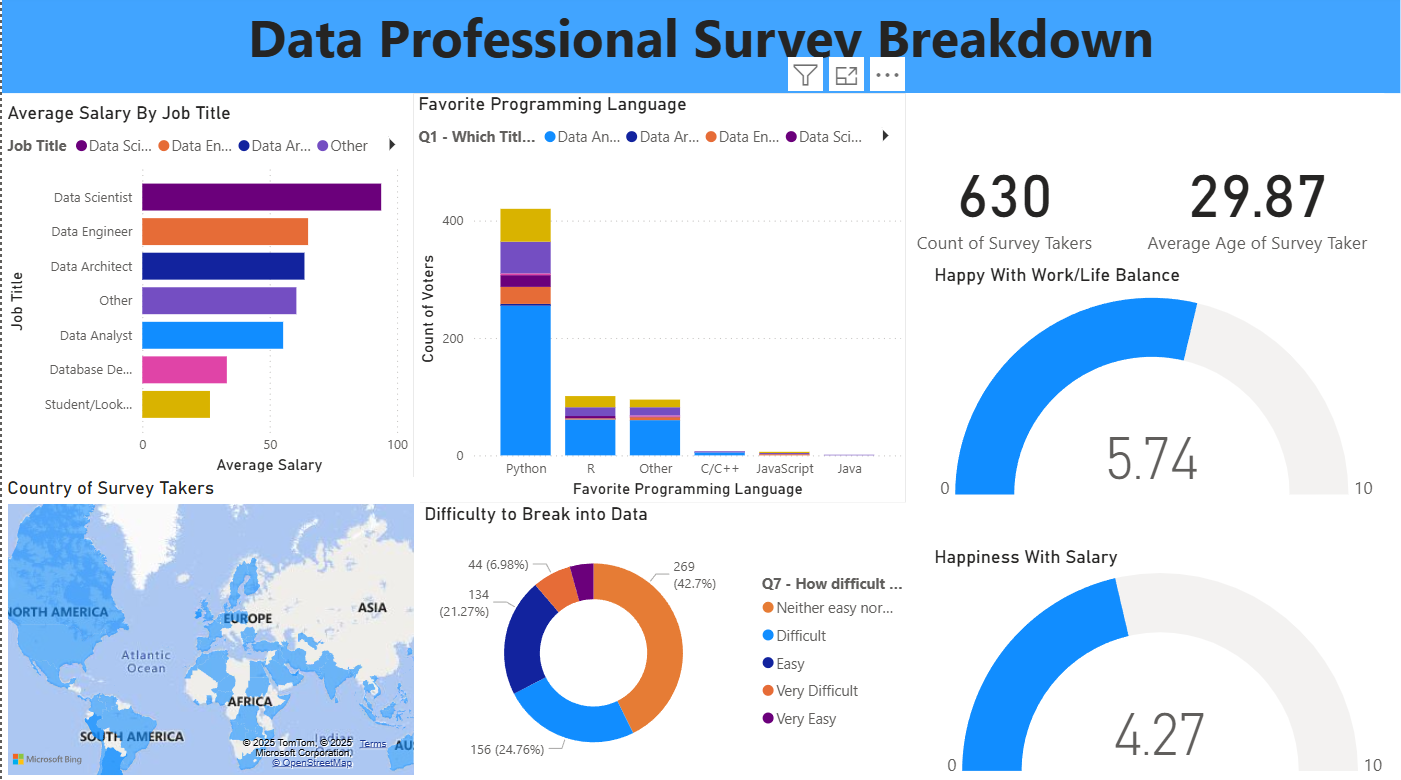 Data Professional Survey Breakdown
Average Salary By Job Title
Job Title Data Sci... Data En... Data Ar... Other
Job Title
Data Scientist
Data Engineer
Data Architect
Other
Data Analyst
Database De...
Student/Look...
0 50 100
Average Salary
Favorite Programming Language
Q1 - Which Titl... Data An... Data Ar... Data En... Data Sci...
Count of Voters
400
200
0
Python R Other C/C++ JavaScript Java
Favorite Programming Language
630
Count of Survey Takers
29.87
Average Age of Survey Taker
Happy With Work/Life Balance
5.74
0 10
Country of Survey Takers
NORTH AMERICA
EUROPE
ASIA
Atlantic
Ocean
AFRICA
SOUTH AMERICA
Indian
AU
© 2025 TomTom, © 2025
Microsoft Corporation,
© OpenStreetMap
Terms
Microsoft Bing
Difficulty to Break into Data
44 (6.98%)
269
(42.7%)
134
(21.27%)
156 (24.76%)
Q7 - How difficult ...
Neither easy nor...
Difficult
Easy
Very Difficult
Very Easy
Happiness With Salary
4.27
0 10